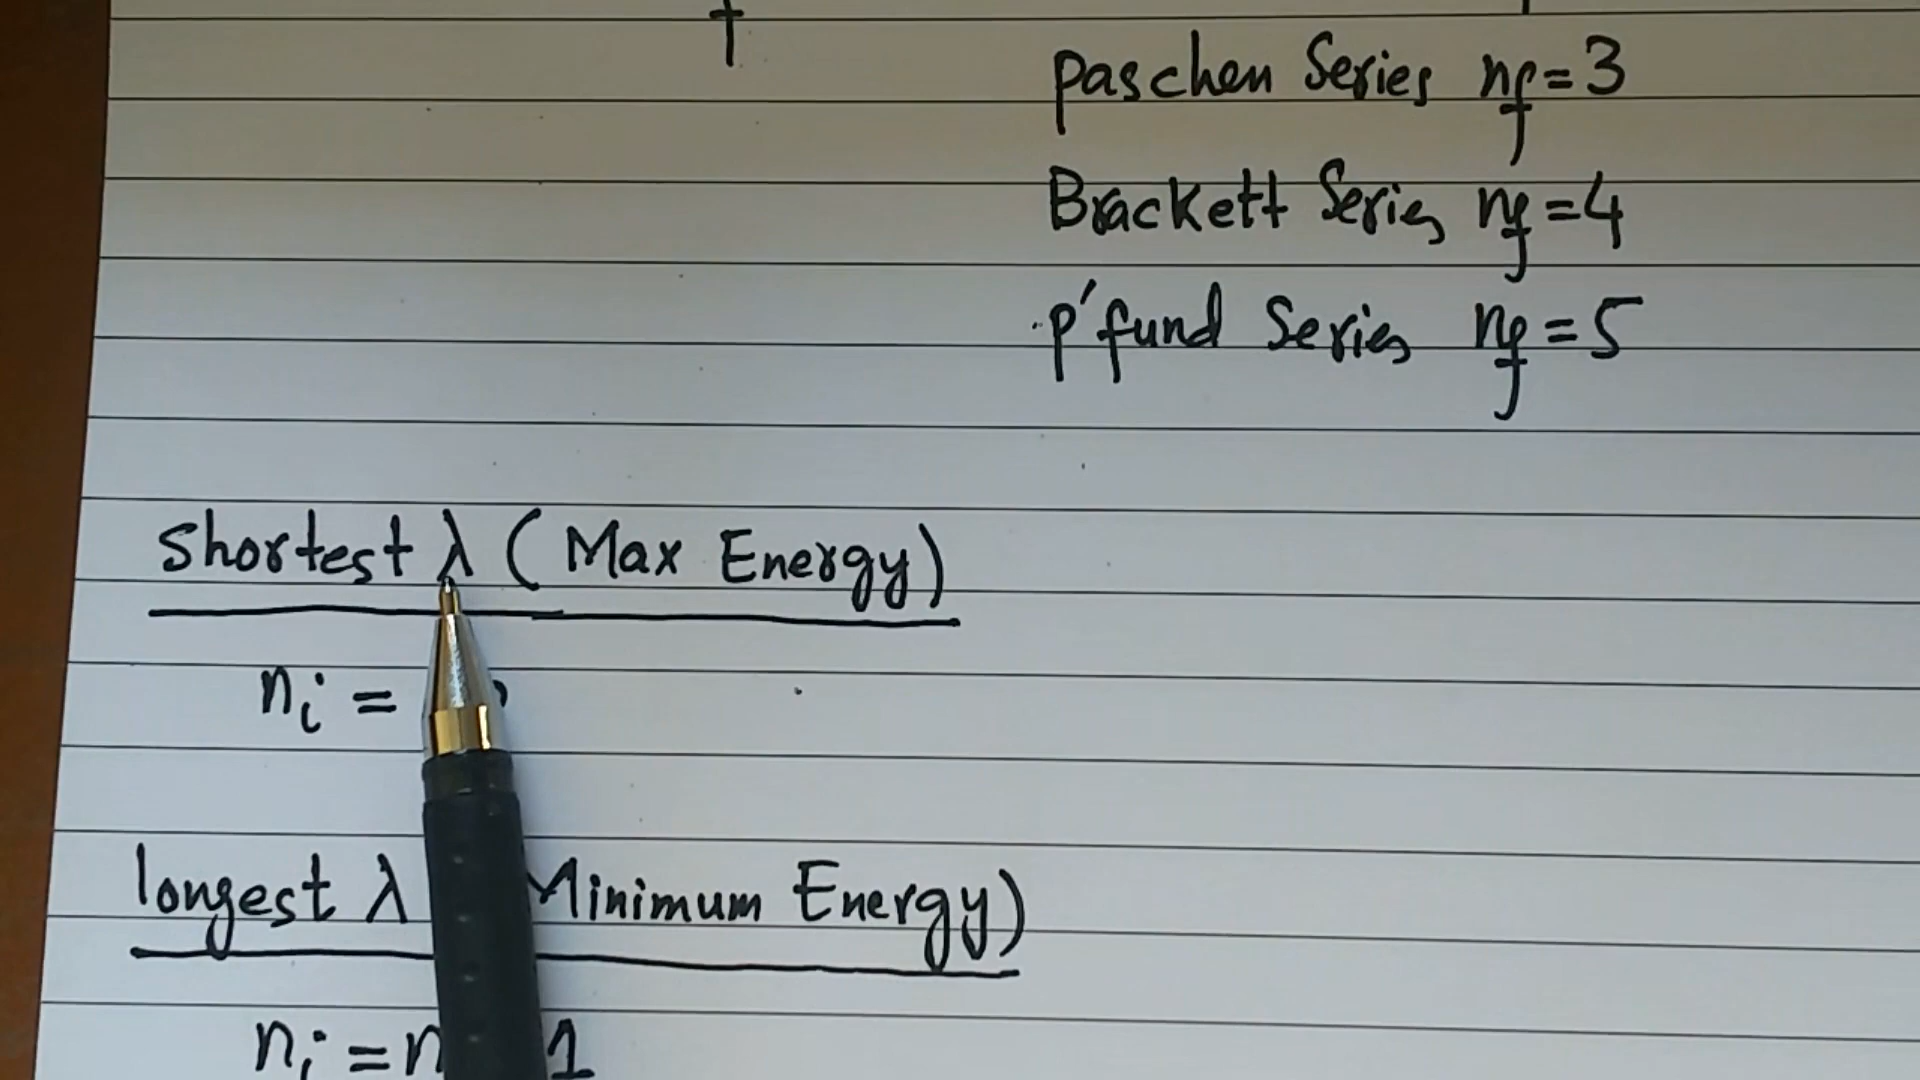 Paschen Series nf=3
Brackett Series nf=4
p'fund Series nf=5
Shortest λ (Max Energy)
ni =
longest λ Minimum Energy)
ni =n 1